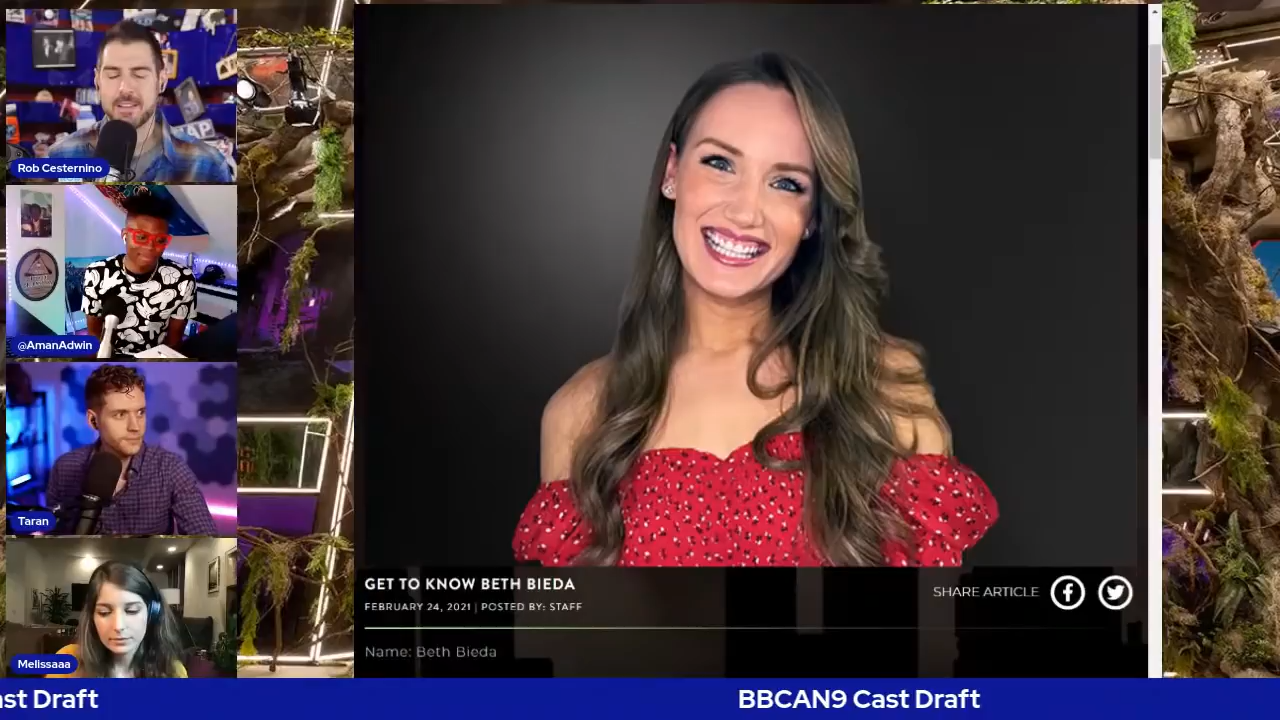 Rob Cesternino
@AmanAdwin
Taran
Melissaaa
GET TO KNOW BETH BIEDA
FEBRUARY 24, 2021 | POSTED BY: STAFF
SHARE ARTICLE
Name: Beth Bieda
ast Draft
BBCAN9 Cast Draft